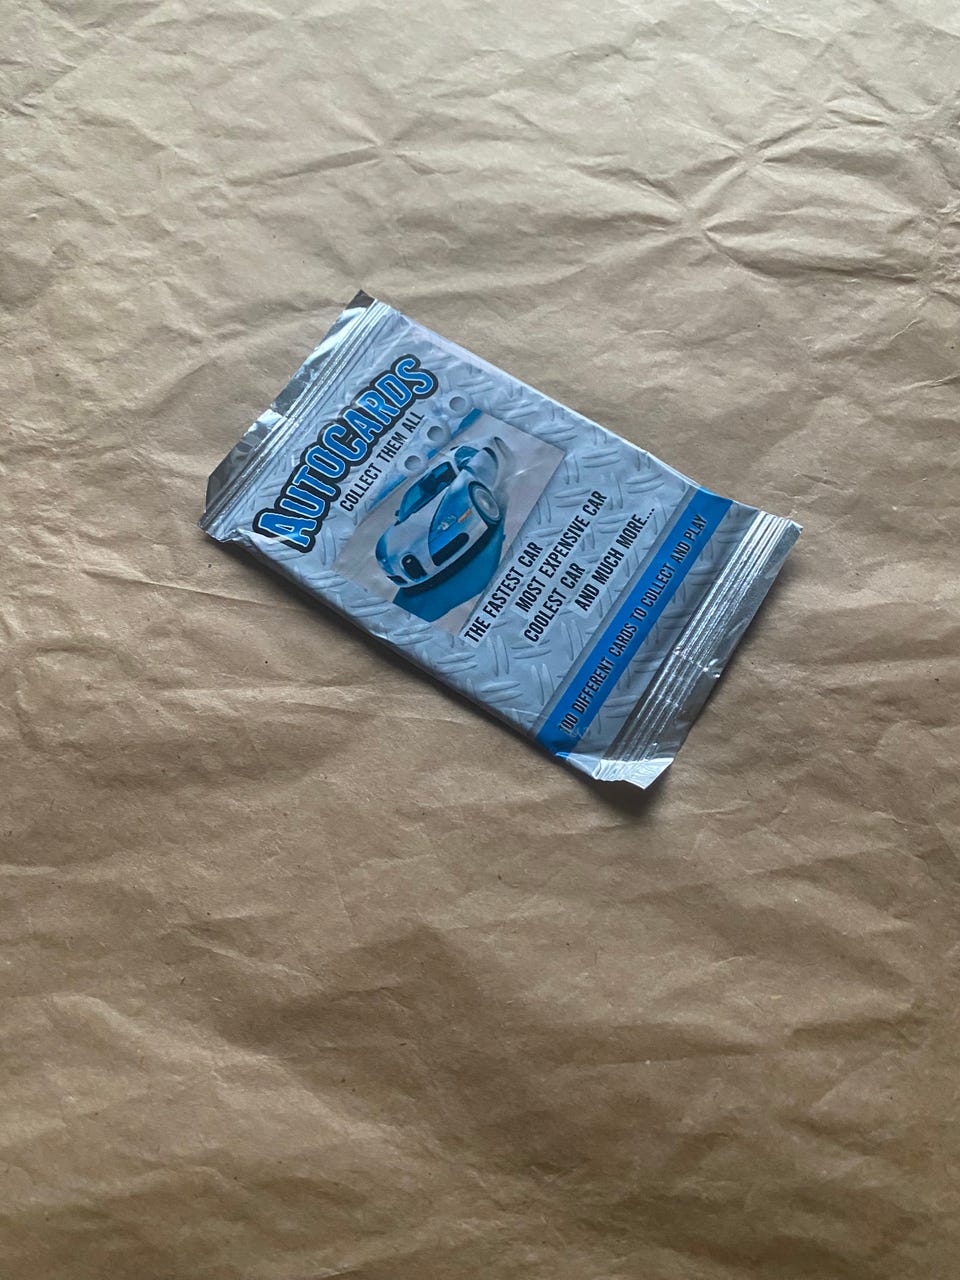 AUTOCARDS
COLLECT THEM ALL
THE FASTEST CAR
MOST EXPENSIVE CAR
COOLEST CAR
AND MUCH MORE...
100 DIFFERENT CARDS TO COLLECT AND PLAY